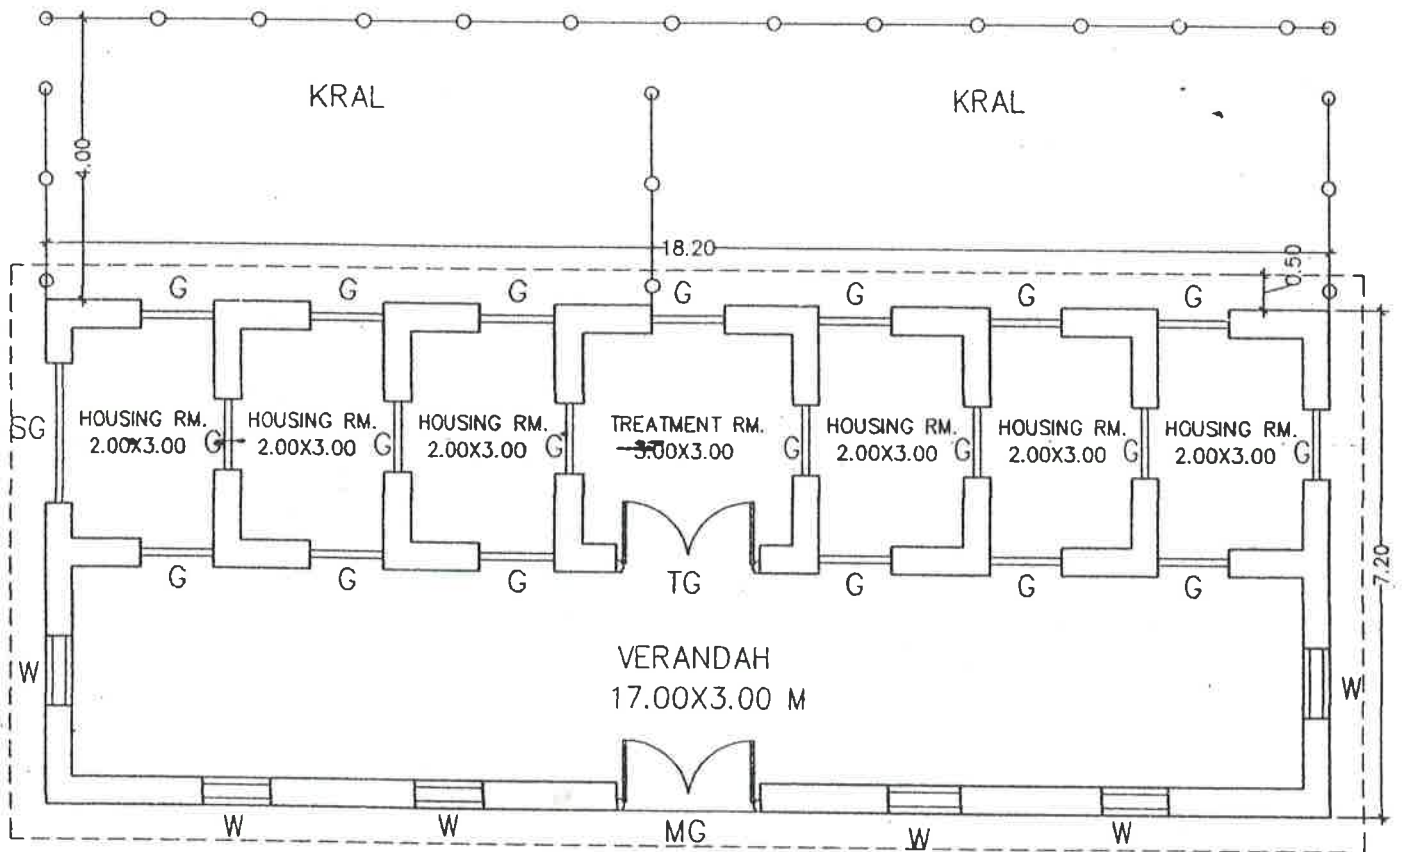 KRAL
KRAL
4.00
18.20
0.50
G
G
G
G
G
G
G
SG
HOUSING RM.
2.00X3.00
G
HOUSING RM.
2.00X3.00
G
HOUSING RM.
2.00X3.00
G
TREATMENT RM.
3.00X3.00
G
HOUSING RM.
2.00X3.00
G
HOUSING RM.
2.00X3.00
G
HOUSING RM.
2.00X3.00
G
7.20
G
G
G
TG
G
G
G
VERANDAH
17.00X3.00 M
W
W
W
W
MG
W
W